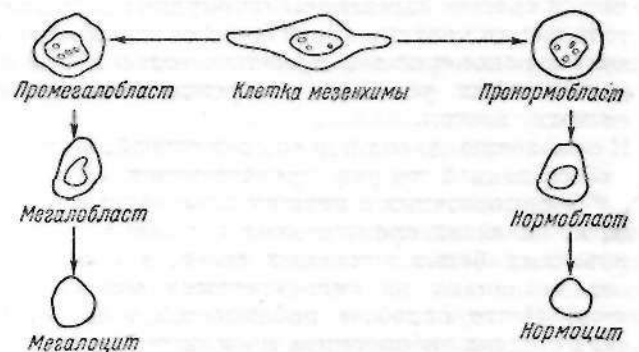 Промегалобласт Клетка мезенхимы Пронормобласт
Мегалобласт Нормобласт
Мегалоцит Нормоцит